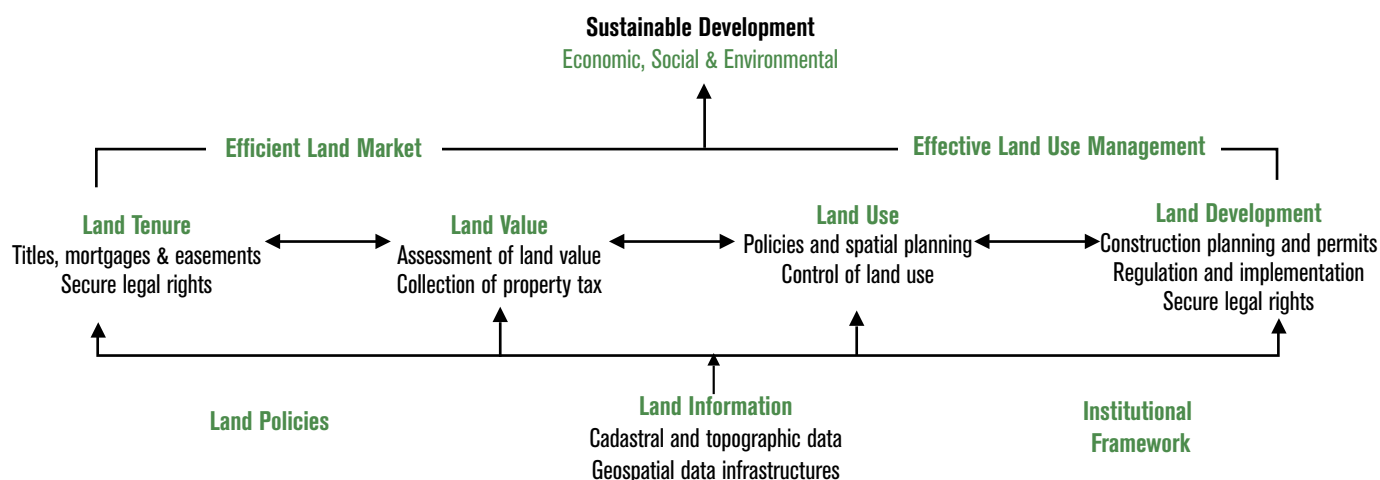 Sustainable Development
Economic, Social & Environmental
Efficient Land Market
Effective Land Use Management
Land Tenure
Titles, mortgages & easements
Secure legal rights
Land Value
Assessment of land value
Collection of property tax
Land Use
Policies and spatial planning
Control of land use
Land Development
Construction planning and permits
Regulation and implementation
Secure legal rights
Land Policies
Land Information
Cadastral and topographic data
Geospatial data infrastructures
Institutional
Framework